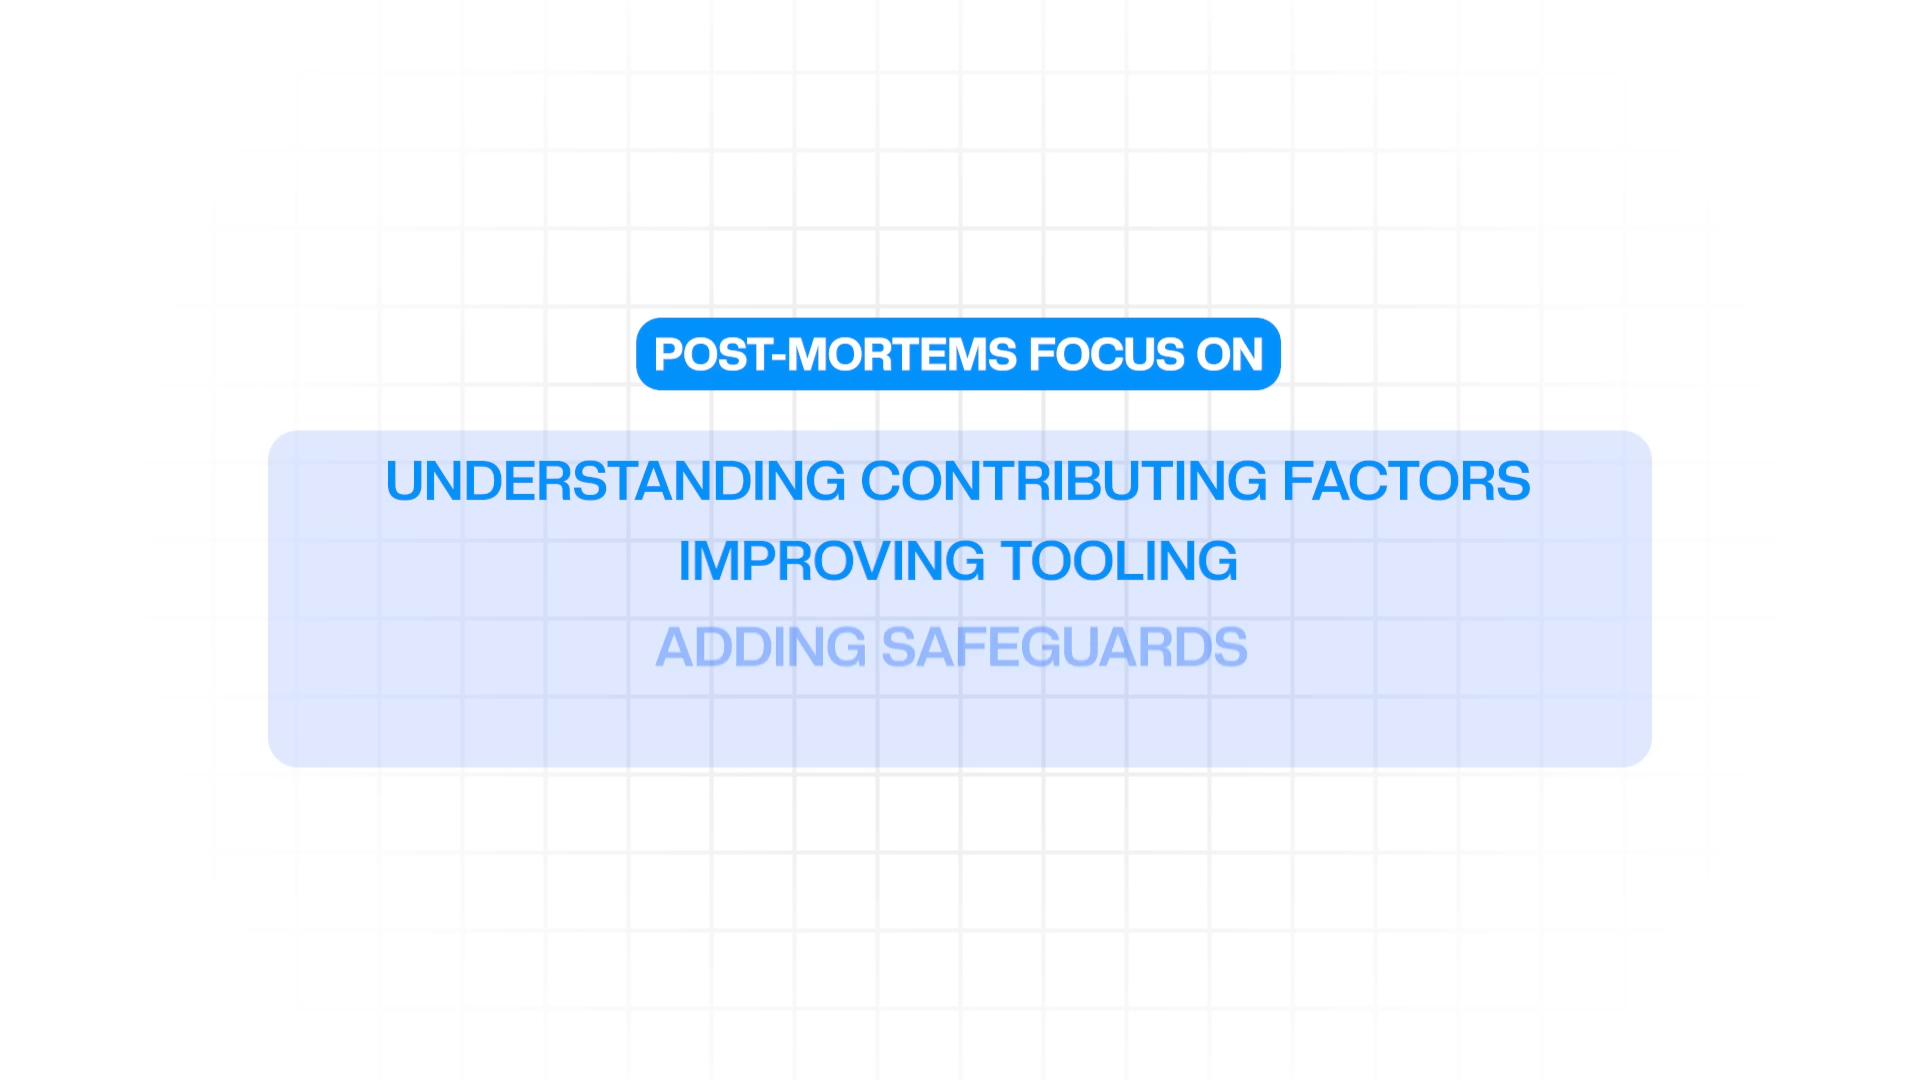 POST-MORTEMS FOCUS ON
UNDERSTANDING CONTRIBUTING FACTORS
IMPROVING TOOLING
ADDING SAFEGUARDS